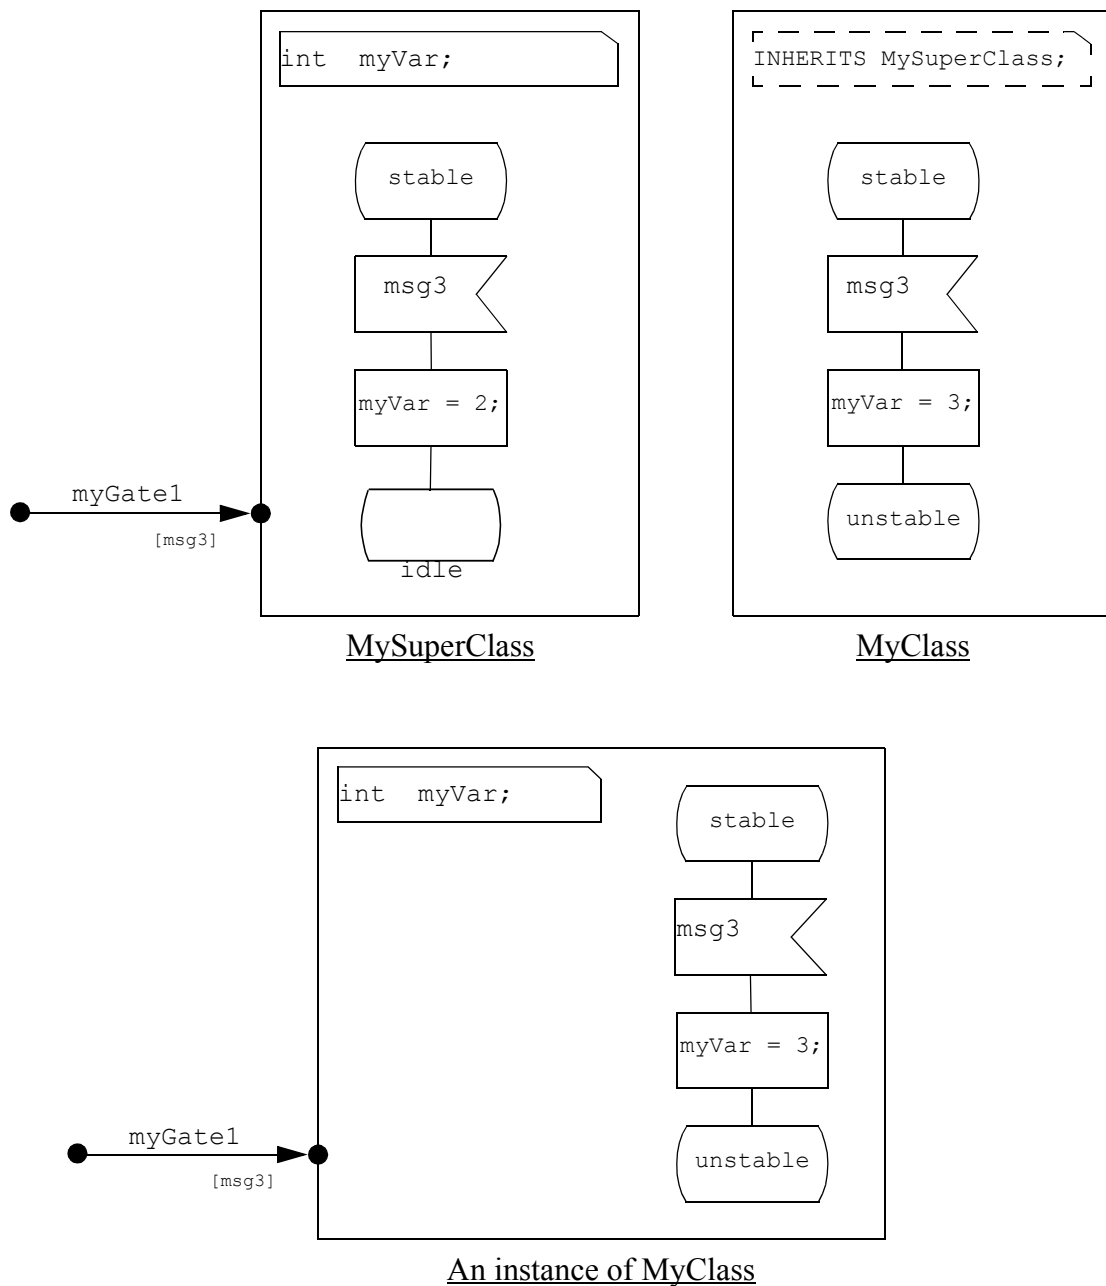 int  myVar;
stable
msg3
myVar = 2;
myGate1
[msg3]
idle
MySuperClass
INHERITS MySuperClass;
stable
msg3
myVar = 3;
unstable
MyClass
int  myVar;
stable
msg3
myVar = 3;
unstable
myGate1
[msg3]
An instance of MyClass